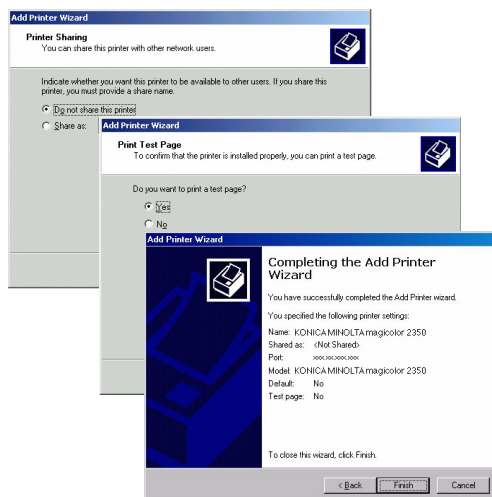 Add Printer Wizard
Printer Sharing
You can share this printer with other network users.
Indicate whether you want this printer to be available to other users. If you share this
printer, you must provide a share name.
Do not share this printer
Share as:
Add Printer Wizard
Print Test Page
To confirm that the printer is installed properly, you can print a test page.
Do you want to print a test page?
Yes
No
Add Printer Wizard
Completing the Add Printer
Wizard
You have successfully completed the Add Printer wizard.
You specified the following printer settings:
Name: KONICA MINOLTA magicolor 2350
Shared as: <Not Shared>
Port: xxx.xx.xxx.xxx
Model: KONICA MINOLTA magicolor 2350
Default: No
Test page: No
To close this wizard, click Finish.
< Back Finish Cancel